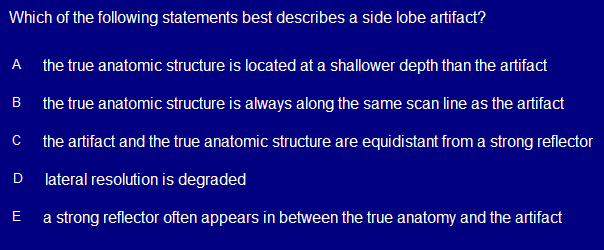 Which of the following statements best describes a side lobe artifact?
A the true anatomic structure is located at a shallower depth than the artifact
B the true anatomic structure is always along the same scan line as the artifact
C the artifact and the true anatomic structure are equidistant from a strong reflector
D lateral resolution is degraded
E a strong reflector often appears in between the true anatomy and the artifact